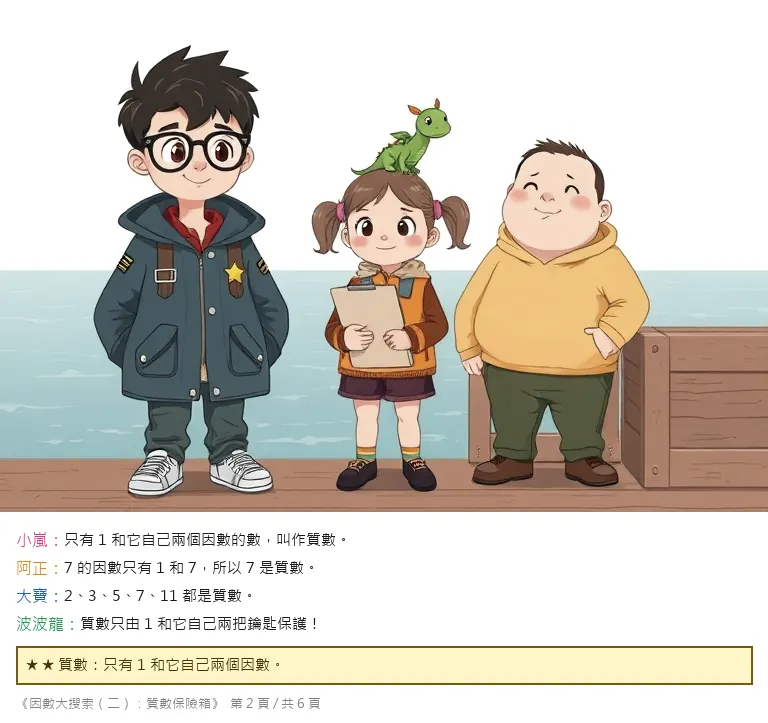 小嵐：只有 1 和它自己兩個因數的數，叫作質數。
阿正：7 的因數只有 1 和 7，所以 7 是質數。
大寶：2、3、5、7、11 都是質數。
波波龍：質數只由 1 和它自己兩把鑰匙保護！
★★ 質數：只有 1 和它自己兩個因數。
《因數大搜索（二）：質數保險箱》 第 2 頁 / 共 6 頁